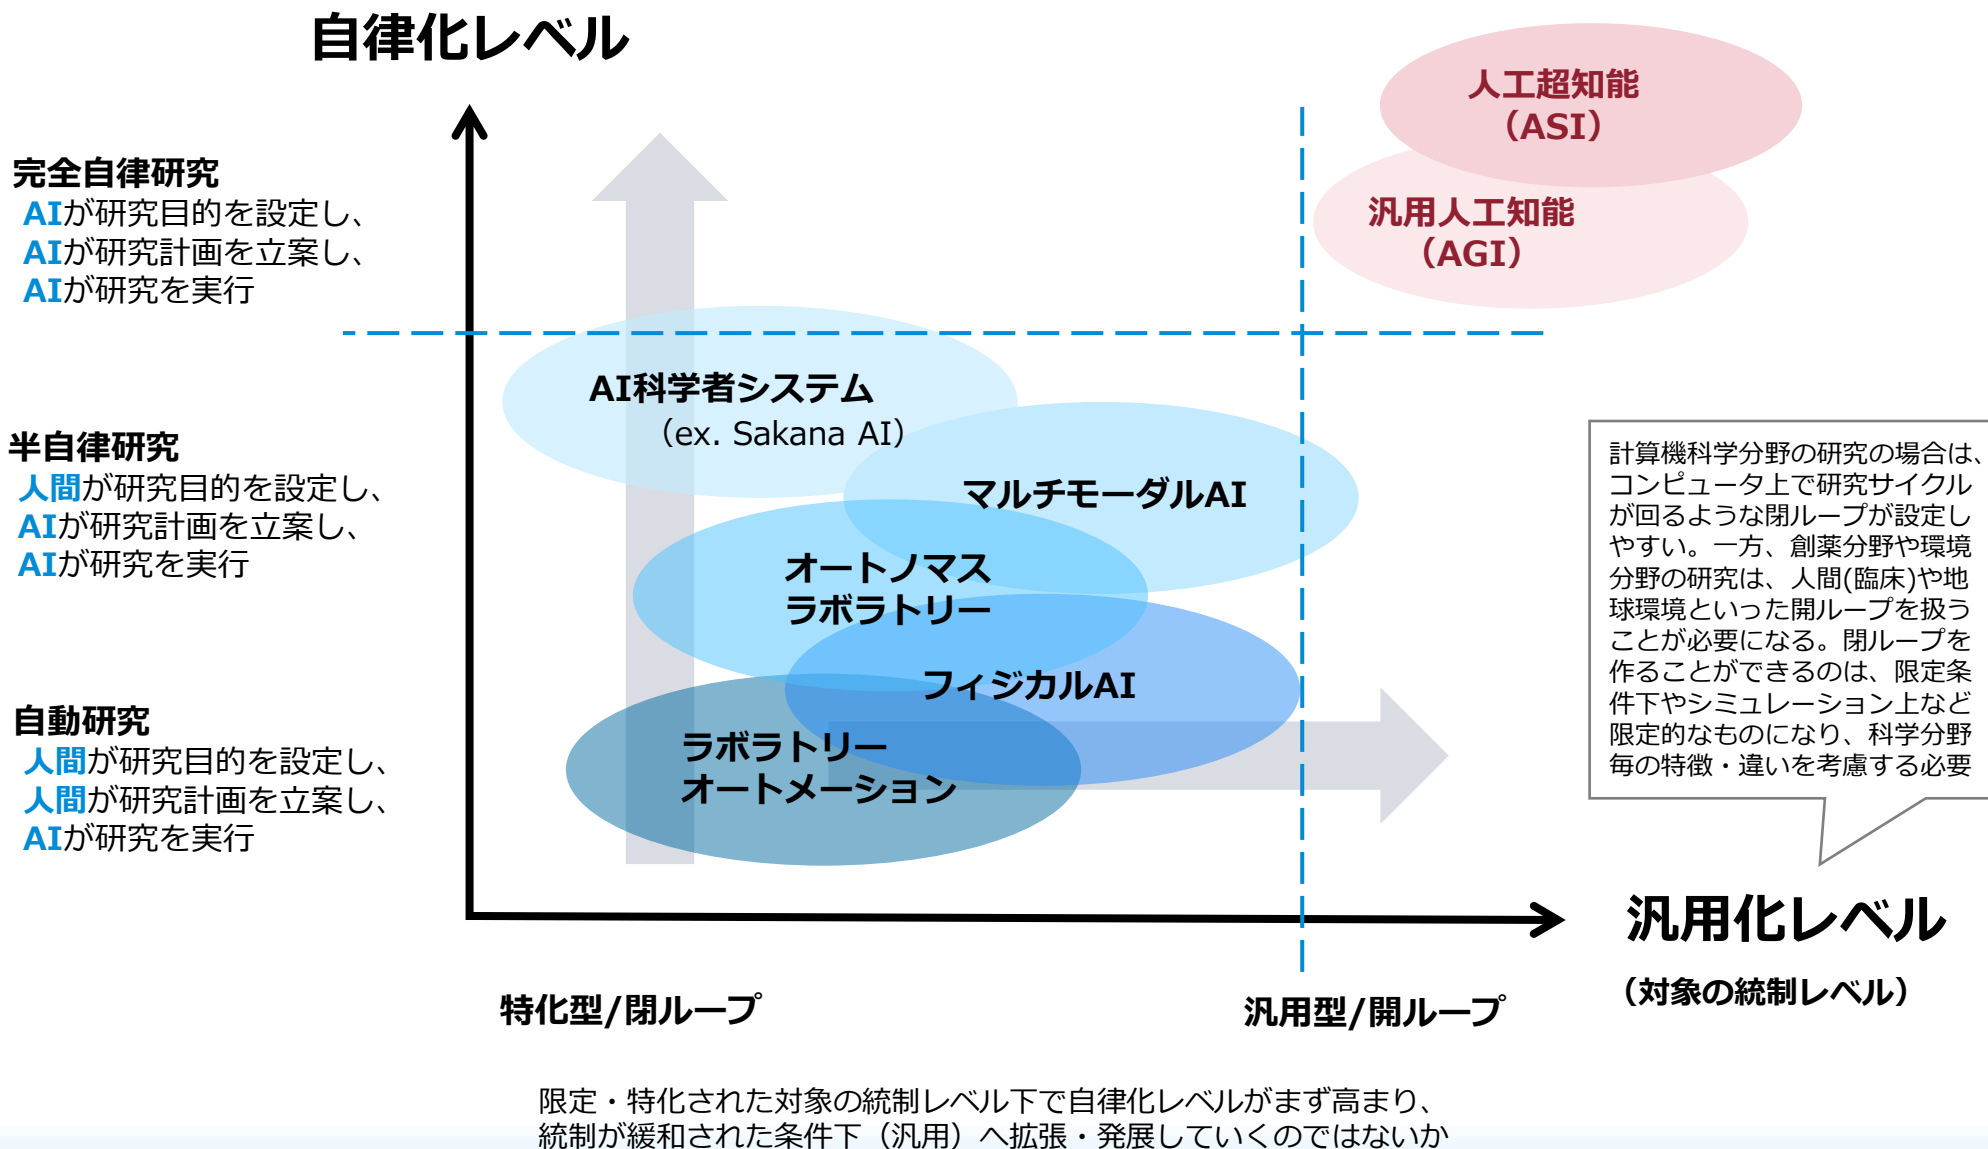 自律化レベル
人工超知能
（ASI）
汎用人工知能
（AGI）
完全自律研究
AIが研究目的を設定し、
AIが研究計画を立案し、
AIが研究を実行
AI科学者システム
（ex. Sakana AI）
マルチモーダルAI
半自律研究
人間が研究目的を設定し、
AIが研究計画を立案し、
AIが研究を実行
オートノマス
ラボラトリー
フィジカルAI
自動研究
人間が研究目的を設定し、
人間が研究計画を立案し、
AIが研究を実行
ラボラトリー
オートメーション
計算機科学分野の研究の場合は、
コンピュータ上で研究サイクル
が回るような閉ループが設定し
やすい。一方、創薬分野や環境
分野の研究は、人間(臨床)や地
球環境といった開ループを扱う
ことが必要になる。閉ループを
作ることができるのは、限定条
件下やシミュレーション上など
限定的なものになり、科学分野
毎の特徴・違いを考慮する必要
汎用化レベル
（対象の統制レベル）
特化型/閉ループ
汎用型/開ループ
限定・特化された対象の統制レベル下で自律化レベルがまず高まり、
統制が緩和された条件下（汎用）へ拡張・発展していくのではないか